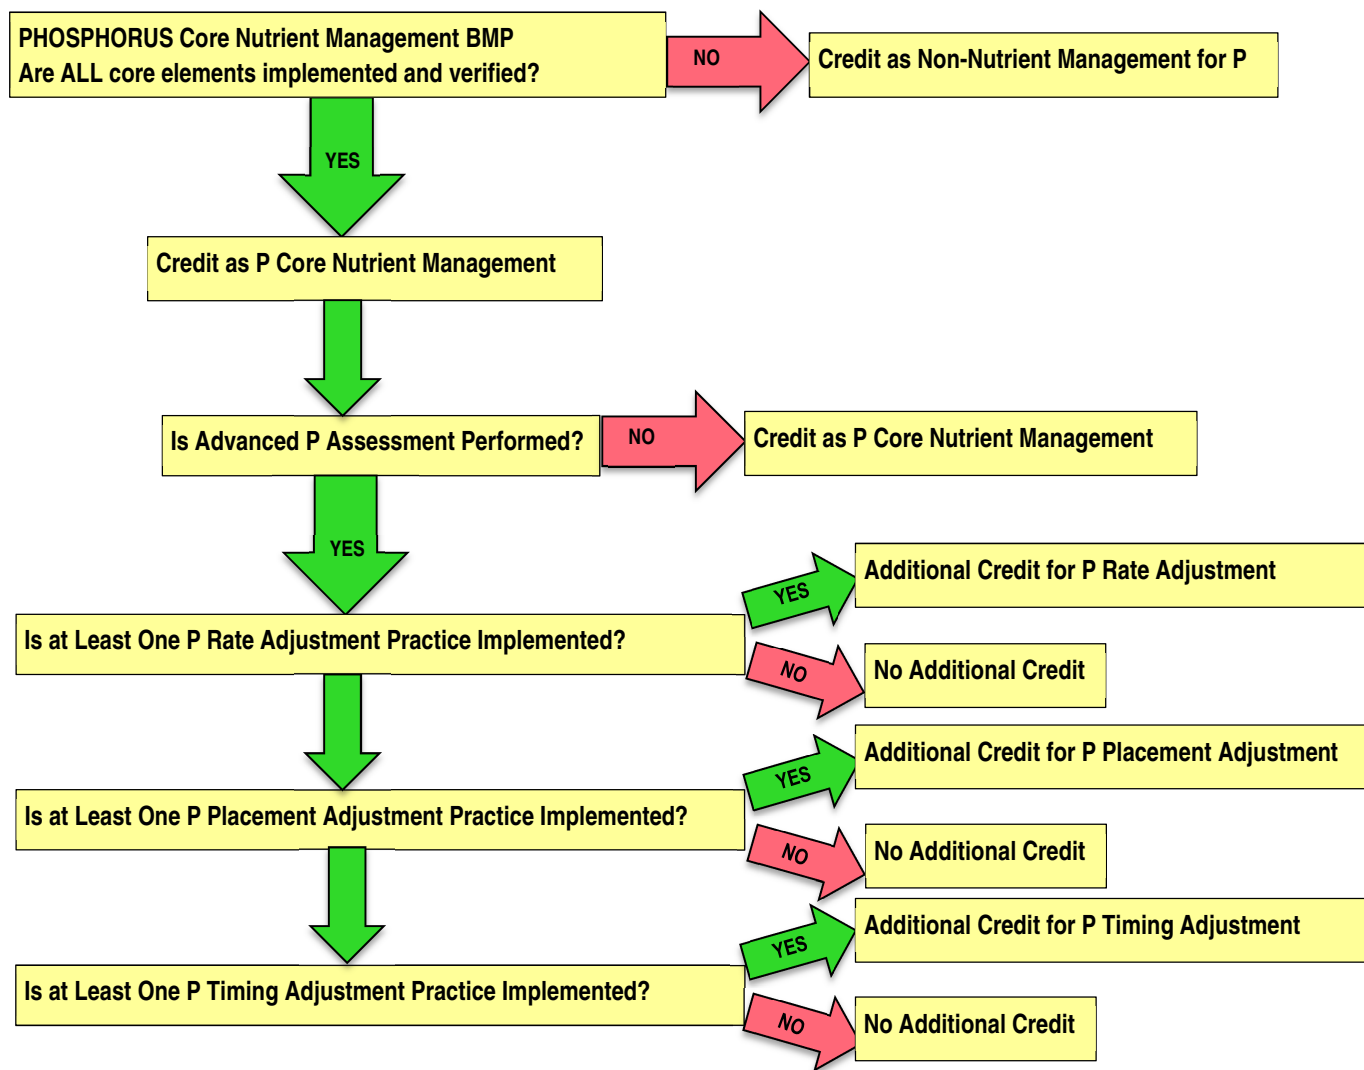 PHOSPHORUS Core Nutrient Management BMP
Are ALL core elements implemented and verified?
NO
Credit as Non-Nutrient Management for P
YES
Credit as P Core Nutrient Management
Is Advanced P Assessment Performed?
NO
Credit as P Core Nutrient Management
YES
Is at Least One P Rate Adjustment Practice Implemented?
YES
Additional Credit for P Rate Adjustment
NO
No Additional Credit
Is at Least One P Placement Adjustment Practice Implemented?
YES
Additional Credit for P Placement Adjustment
NO
No Additional Credit
Is at Least One P Timing Adjustment Practice Implemented?
YES
Additional Credit for P Timing Adjustment
NO
No Additional Credit